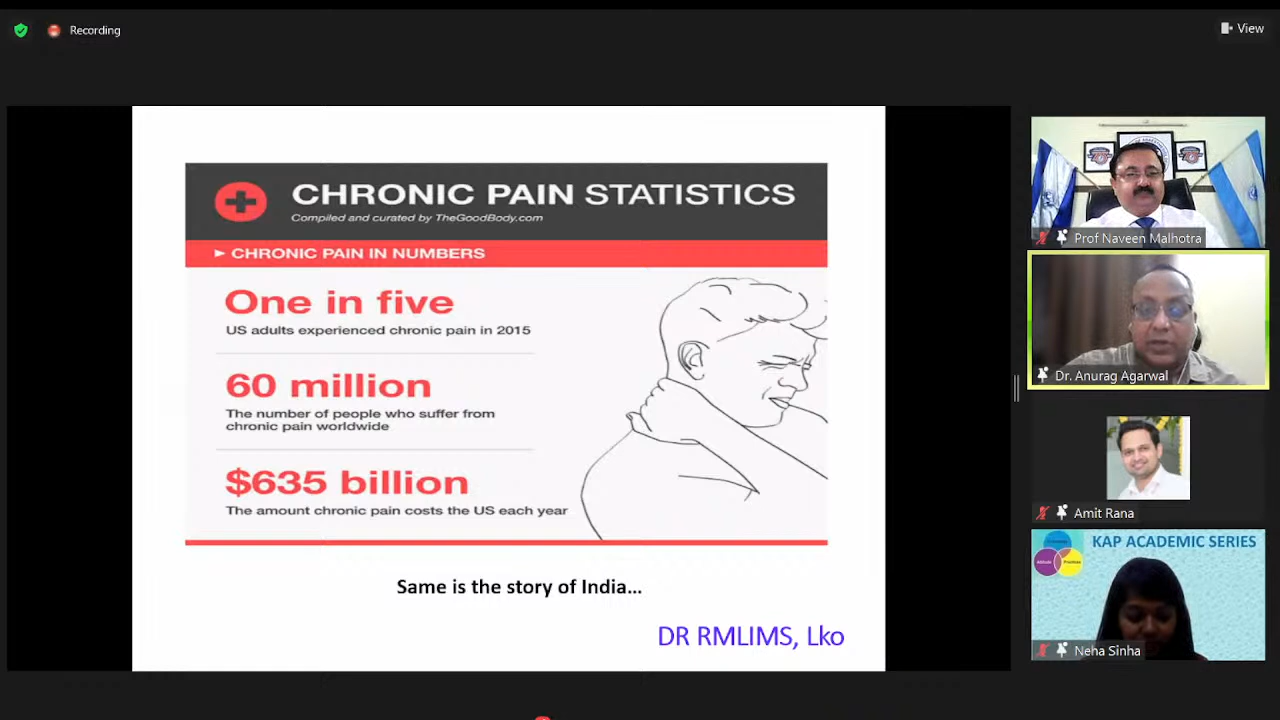 Recording
View
CHRONIC PAIN STATISTICS
Compiled and curated by TheGoodBody.com
► CHRONIC PAIN IN NUMBERS
One in five
US adults experienced chronic pain in 2015
60 million
The number of people who suffer from
chronic pain worldwide
$635 billion
The amount chronic pain costs the US each year
Same is the story of India...
DR RMLIMS, Lko
Prof Naveen Malhotra
Dr. Anurag Agarwal
Amit Rana
KAP ACADEMIC SERIES
Attitude
Practices
Neha Sinha